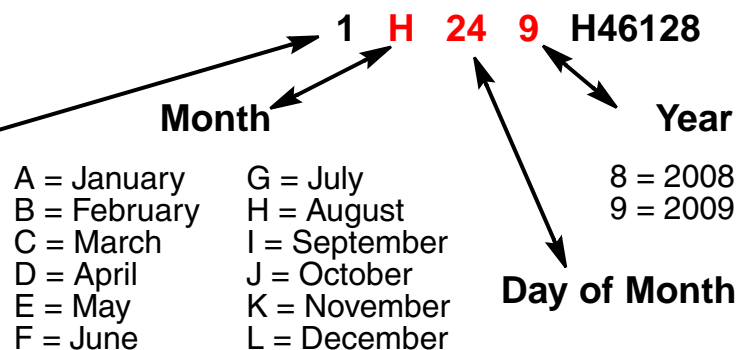 1 H 24 9 H46128
Month Year
A = January G = July 8 = 2008
B = February H = August 9 = 2009
C = March I = September
D = April J = October
E = May K = November Day of Month
F = June L = December